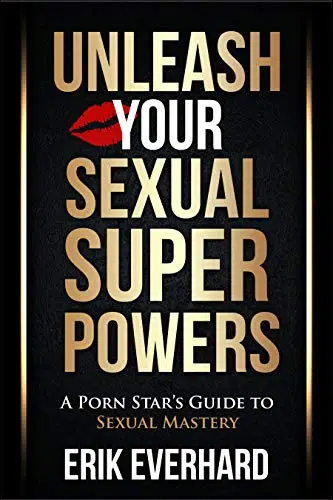 UNLEASH
YOUR
SEXUAL
SUPER
POWERS
A PORN STAR'S GUIDE TO
SEXUAL MASTERY
ERIK EVERHARD